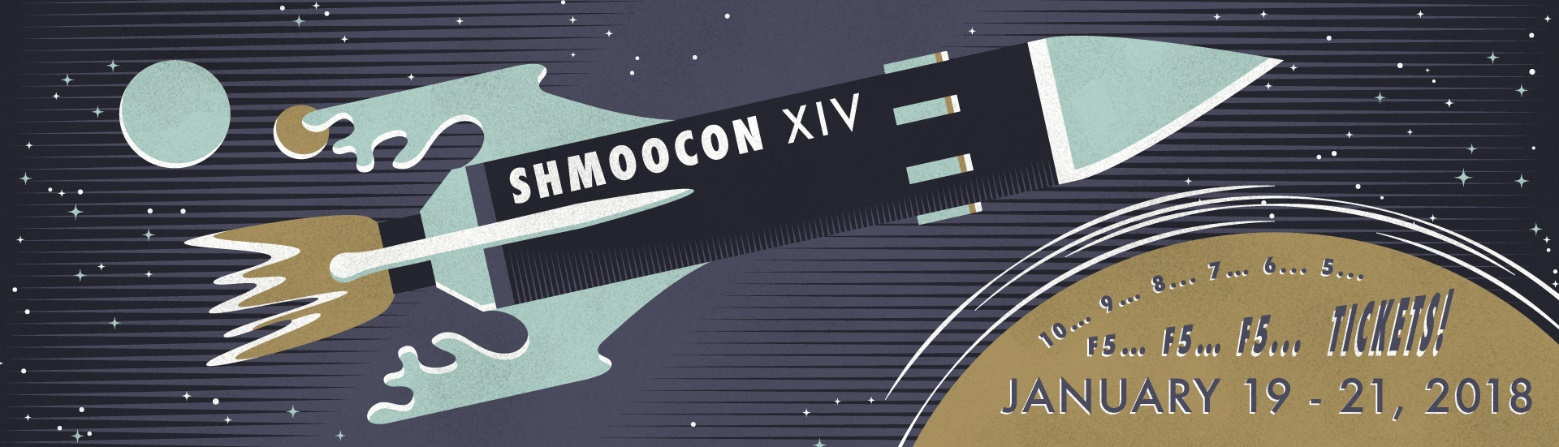 SHMOOCON XIV
10... 9... 8... 7... 6... 5...
F5... F5... F5... TICKETS!
JANUARY 19 - 21, 2018